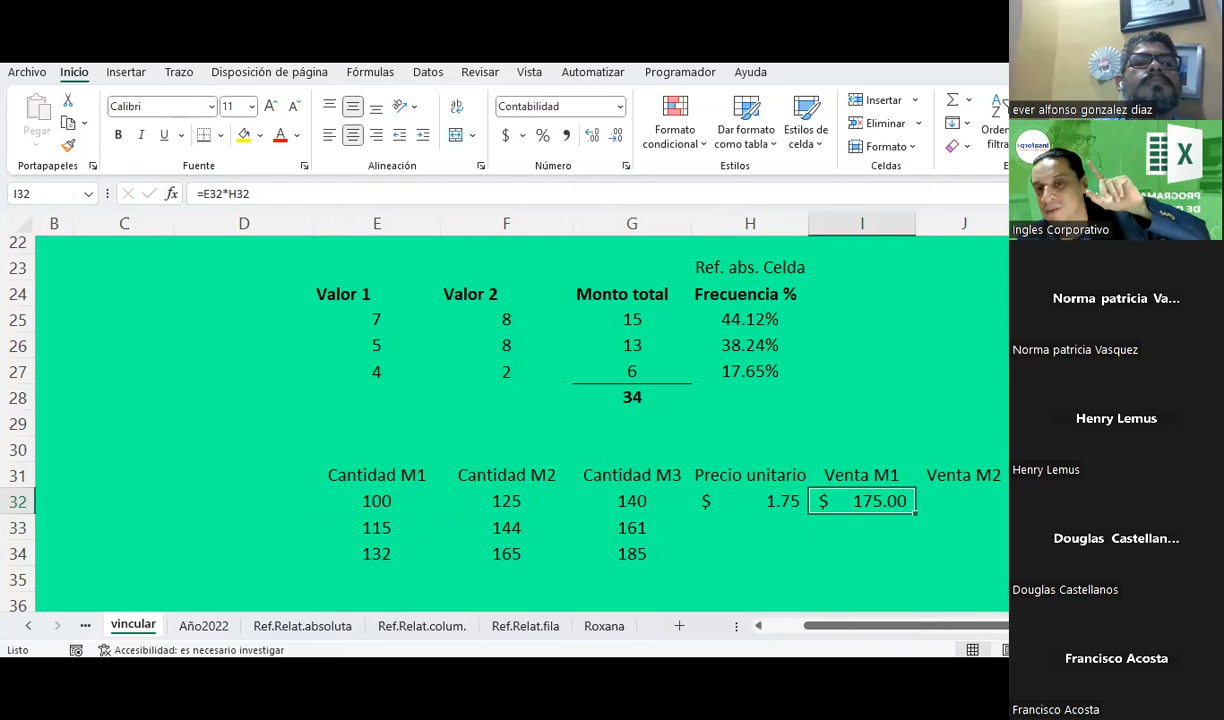 Archivo Inicio Insertar Trazo Disposición de página Fórmulas Datos Revisar Vista Automatizar Programador Ayuda
Pegar
Calibri 11
N K S
Contabilidad
$ % 000
Formato condicional
Dar formato como tabla
Estilos de celda
Insertar
Eliminar
Formato
Portapapeles Fuente Alineación Número Estilos Celdas
I32 fx =E32*H32
B C D E F G H I J
22
23 Ref. abs. Celda
24 Valor 1 Valor 2 Monto total Frecuencia %
25 7 8 15 44.12%
26 5 8 13 38.24%
27 4 2 6 17.65%
28 34
29
30
31 Cantidad M1 Cantidad M2 Cantidad M3 Precio unitario Venta M1 Venta M2
32 100 125 140 $ 1.75 $ 175.00
33 115 144 161
34 132 165 185
35
36
vincular Año2022 Ref.Relat.absoluta Ref.Relat.colum. Ref.Relat.fila Roxana
Listo Accesibilidad: es necesario investigar
ever alfonso gonzalez diaz
Ingles Corporativo
Norma patricia Va...
Norma patricia Vasquez
Henry Lemus
Henry Lemus
Douglas Castellan...
Douglas Castellanos
Francisco Acosta
Francisco Acosta